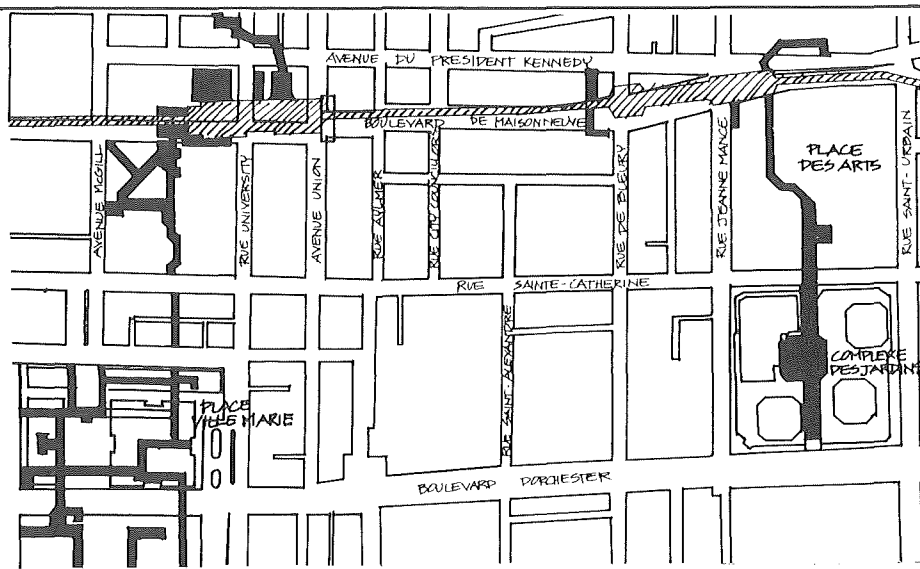 AVENUE DU PRESIDENT KENNEDY
BOULEVARD DE MAISONNEUVE
PLACE
DES ARTS
AVENUE MCGILL
RUE UNIVERSITY
AVENUE UNION
RUE AYLMER
RUE CITY COUNCILLORS
RUE DE BLEURY
RUE JEANNE MANCE
RUE SAINT-URBAIN
RUE SAINTE-CATHERINE
RUE SAINT-ALEXANDRE
COMPLEXE
DESJARDINS
PLACE
VILLE MARIE
BOULEVARD DORCHESTER